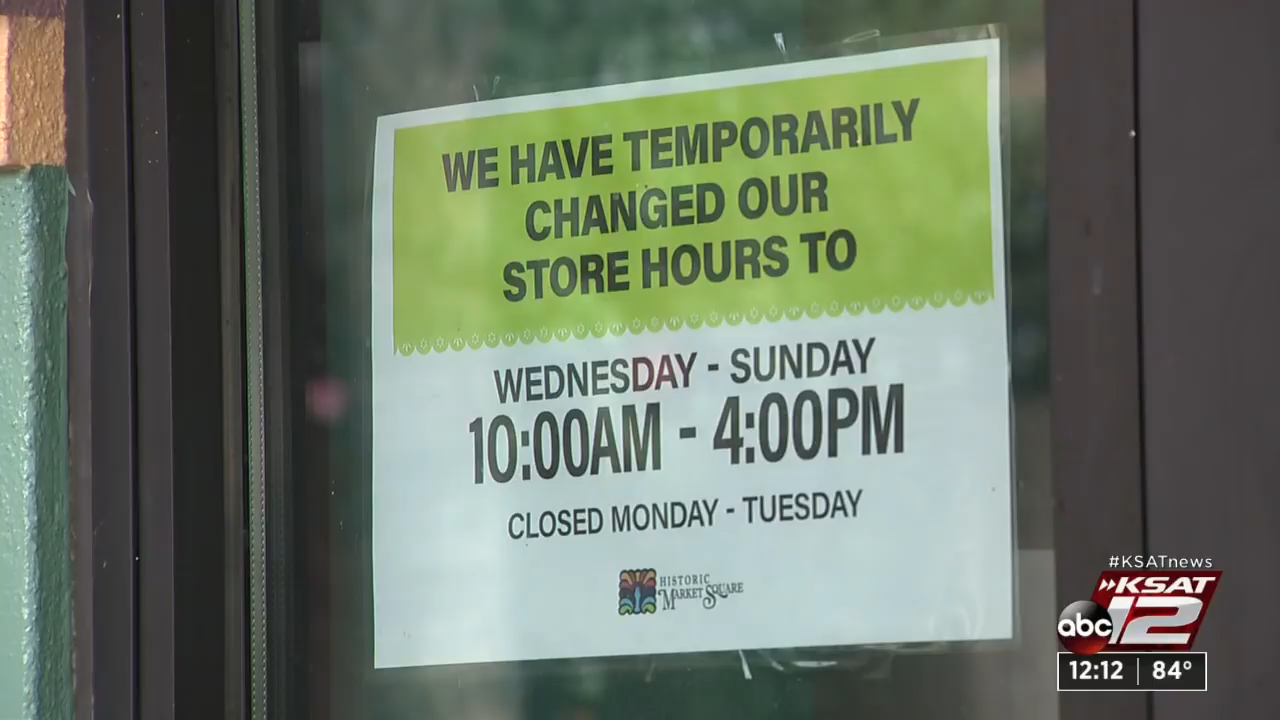 WE HAVE TEMPORARILY
CHANGED OUR
STORE HOURS TO
WEDNESDAY - SUNDAY
10:00AM - 4:00PM
CLOSED MONDAY - TUESDAY
HISTORIC
MARKET SQUARE
#KSATnews
KSAT
abc 12
12:12 84°